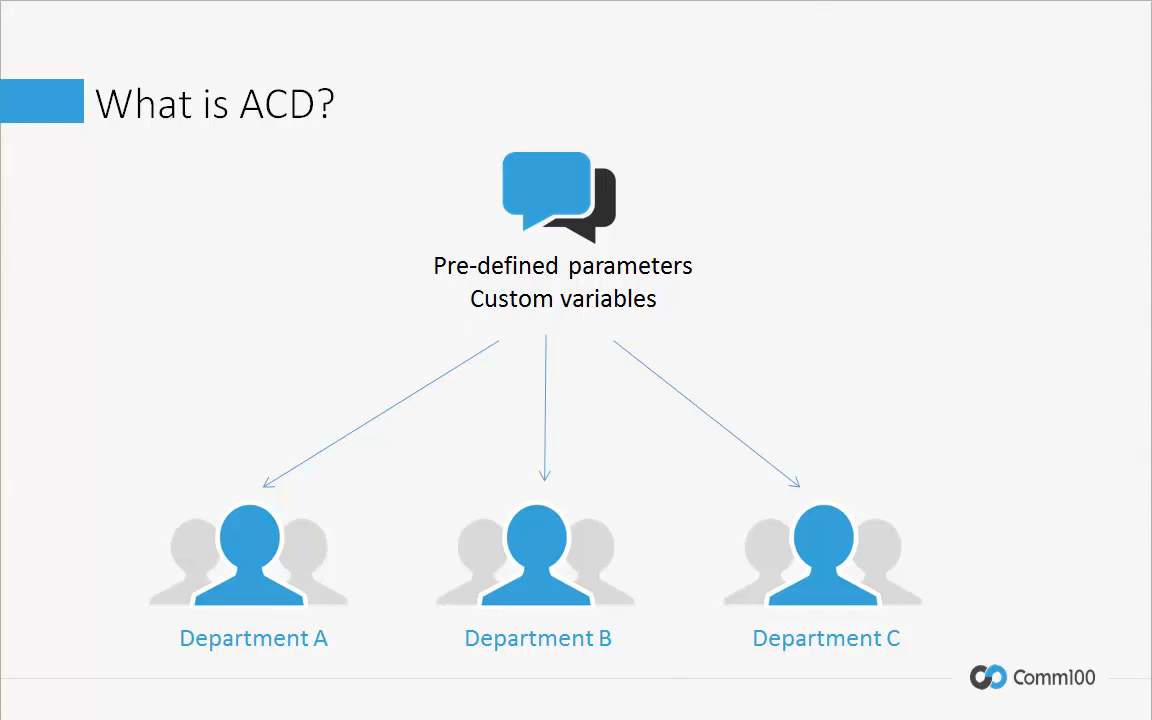 What is ACD?
Pre-defined parameters
Custom variables
Department A
Department B
Department C
Comm100